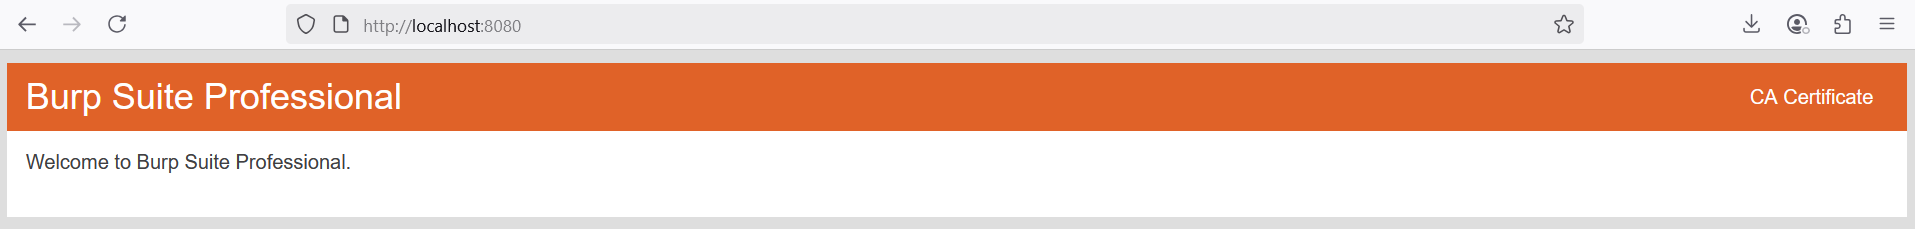 http://localhost:8080
Burp Suite Professional
CA Certificate
Welcome to Burp Suite Professional.